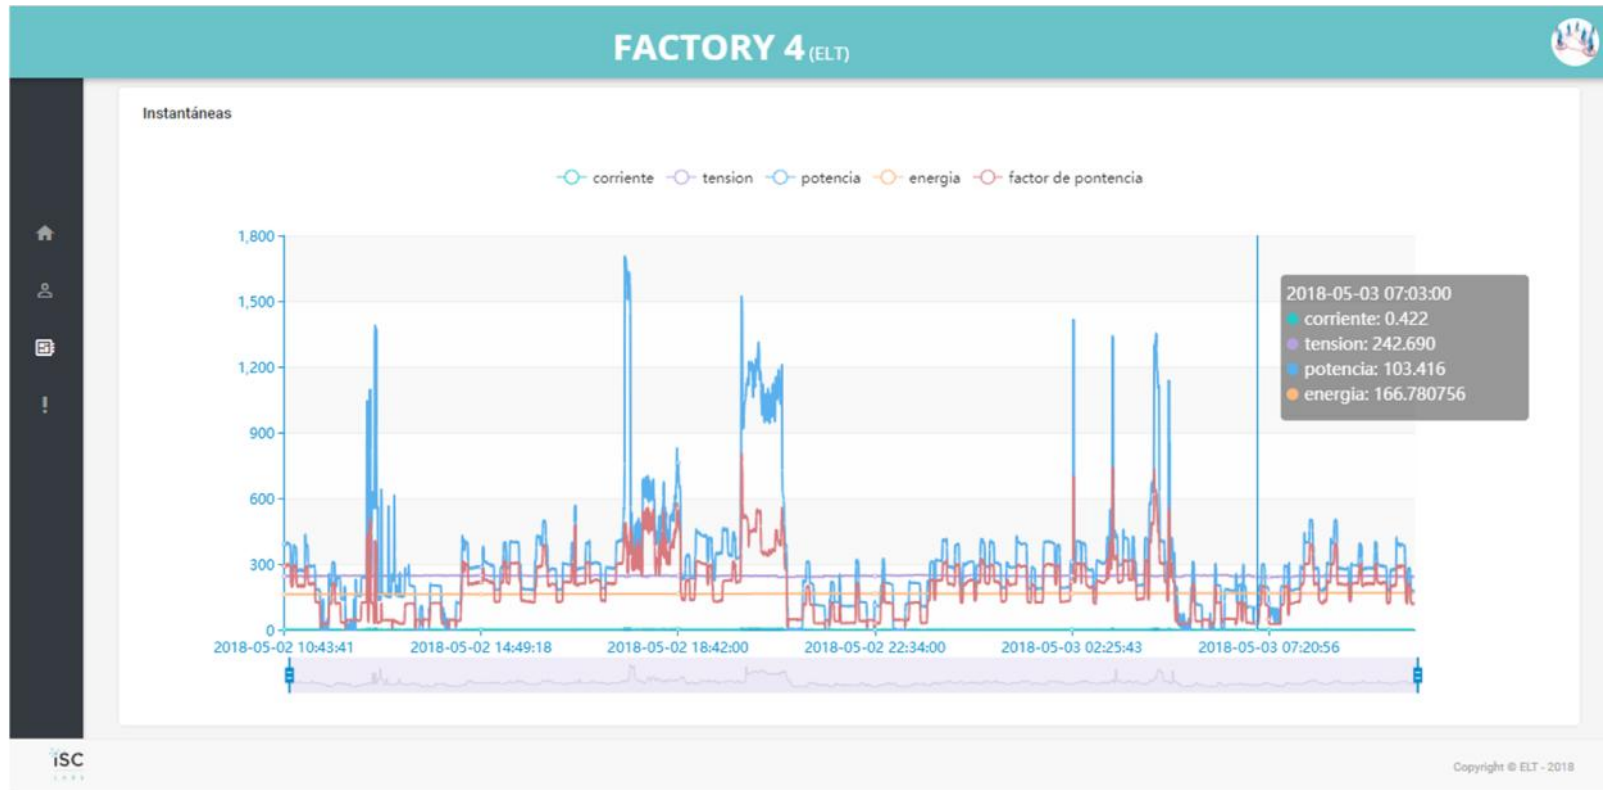 FACTORY 4 (ELT)
Instantáneas
corriente tension potencia energia factor de pontencia
1,800
1,500
1,200
900
600
300
0
2018-05-03 07:03:00
corriente: 0.422
tension: 242.690
potencia: 103.416
energia: 166.780756
2018-05-02 10:43:41 2018-05-02 14:49:18 2018-05-02 18:42:00 2018-05-02 22:34:00 2018-05-03 02:25:43 2018-05-03 07:20:56
iSC
LABS
Copyright © ELT - 2018